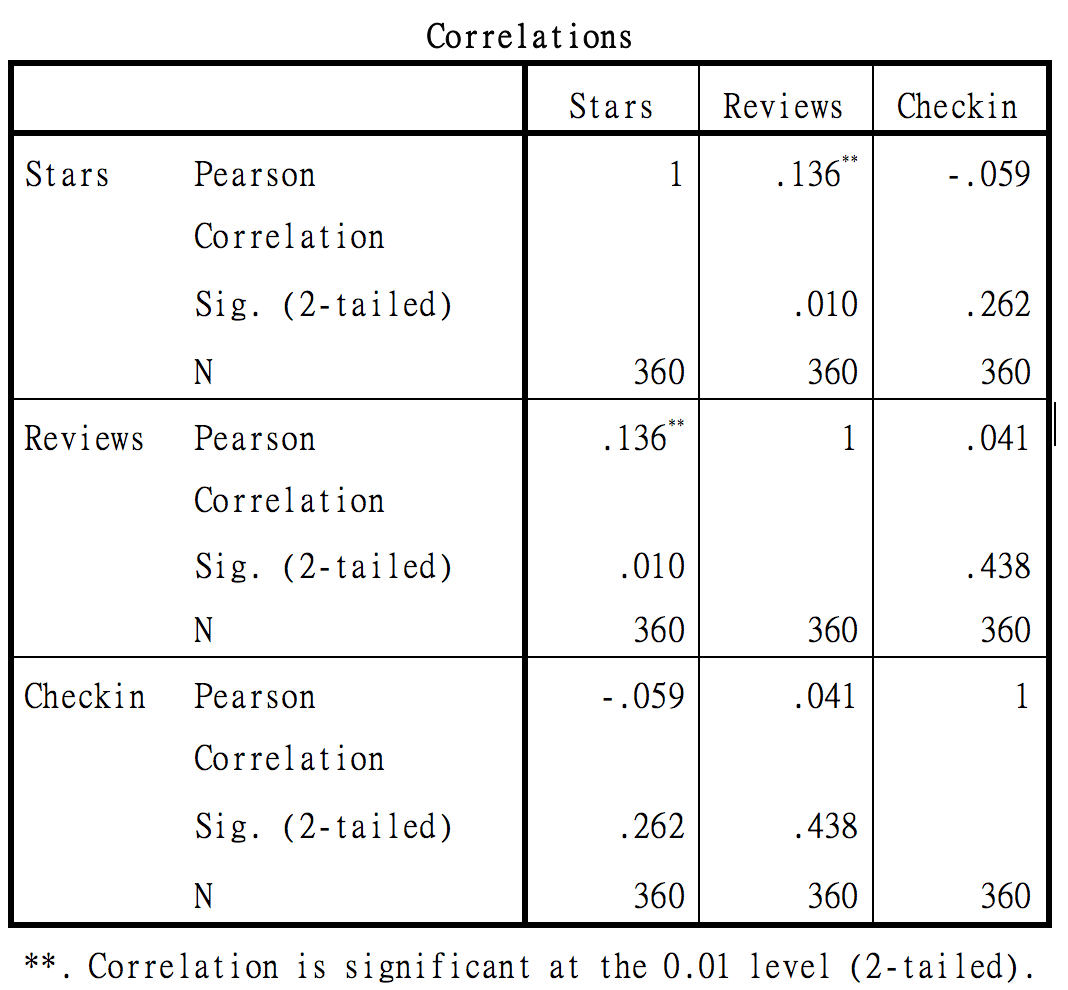 Correlations
Stars Reviews Checkin
Stars Pearson 1 .136** -.059
Correlation
Sig. (2-tailed) .010 .262
N 360 360 360
Reviews Pearson .136** 1 .041
Correlation
Sig. (2-tailed) .010 .438
N 360 360 360
Checkin Pearson -.059 .041 1
Correlation
Sig. (2-tailed) .262 .438
N 360 360 360
**. Correlation is significant at the 0.01 level (2-tailed).